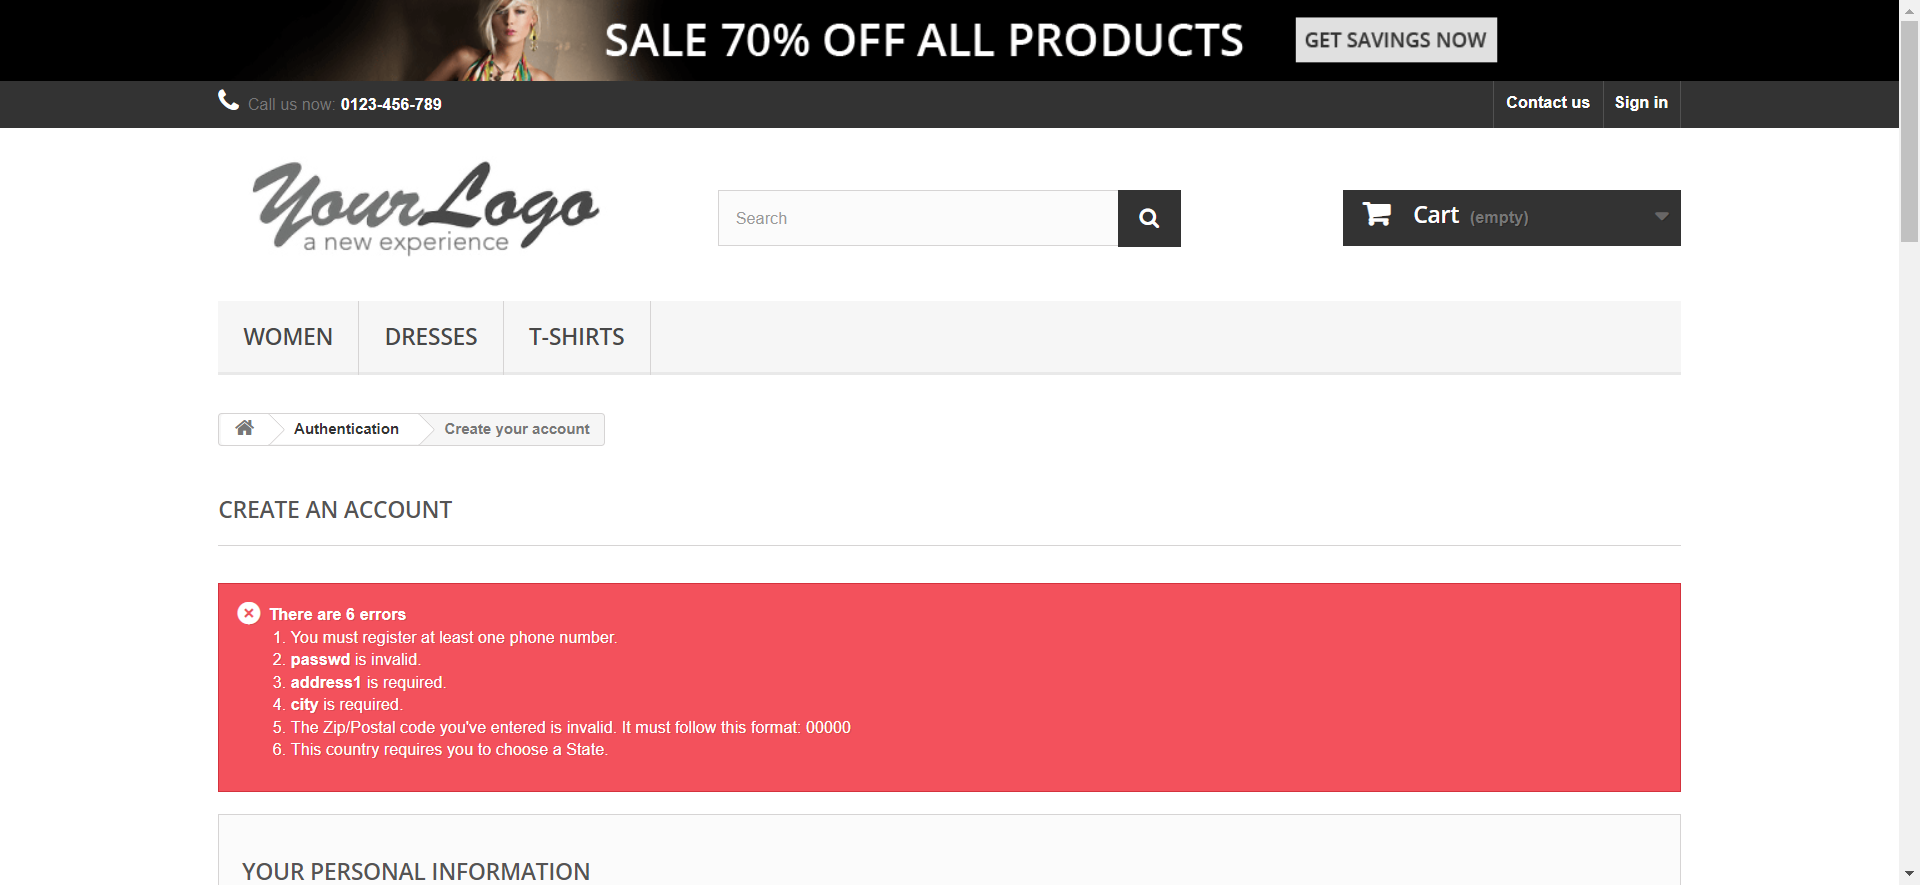 SALE 70% OFF ALL PRODUCTS GET SAVINGS NOW
Call us now: 0123-456-789 Contact us Sign in
YourLogo
a new experience
Search
Cart (empty)
WOMEN DRESSES T-SHIRTS
Authentication Create your account
CREATE AN ACCOUNT
There are 6 errors
1. You must register at least one phone number.
2. passwd is invalid.
3. address1 is required.
4. city is required.
5. The Zip/Postal code you've entered is invalid. It must follow this format: 00000
6. This country requires you to choose a State.
YOUR PERSONAL INFORMATION